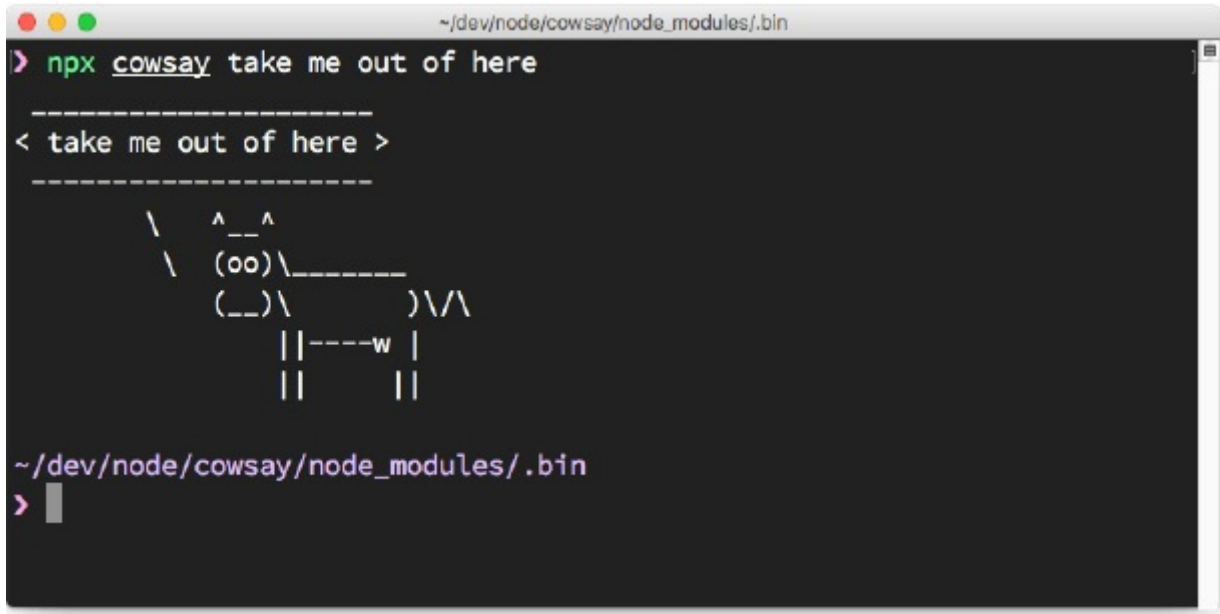 ~/dev/node/cowsay/node_modules/.bin
❯ npx cowsay take me out of here
 _____________________
< take me out of here >
 ---------------------
        \   ^__^
         \  (oo)\_______
            (__)\       )\/\
                ||----w |
                ||     ||
~/dev/node/cowsay/node_modules/.bin
❯